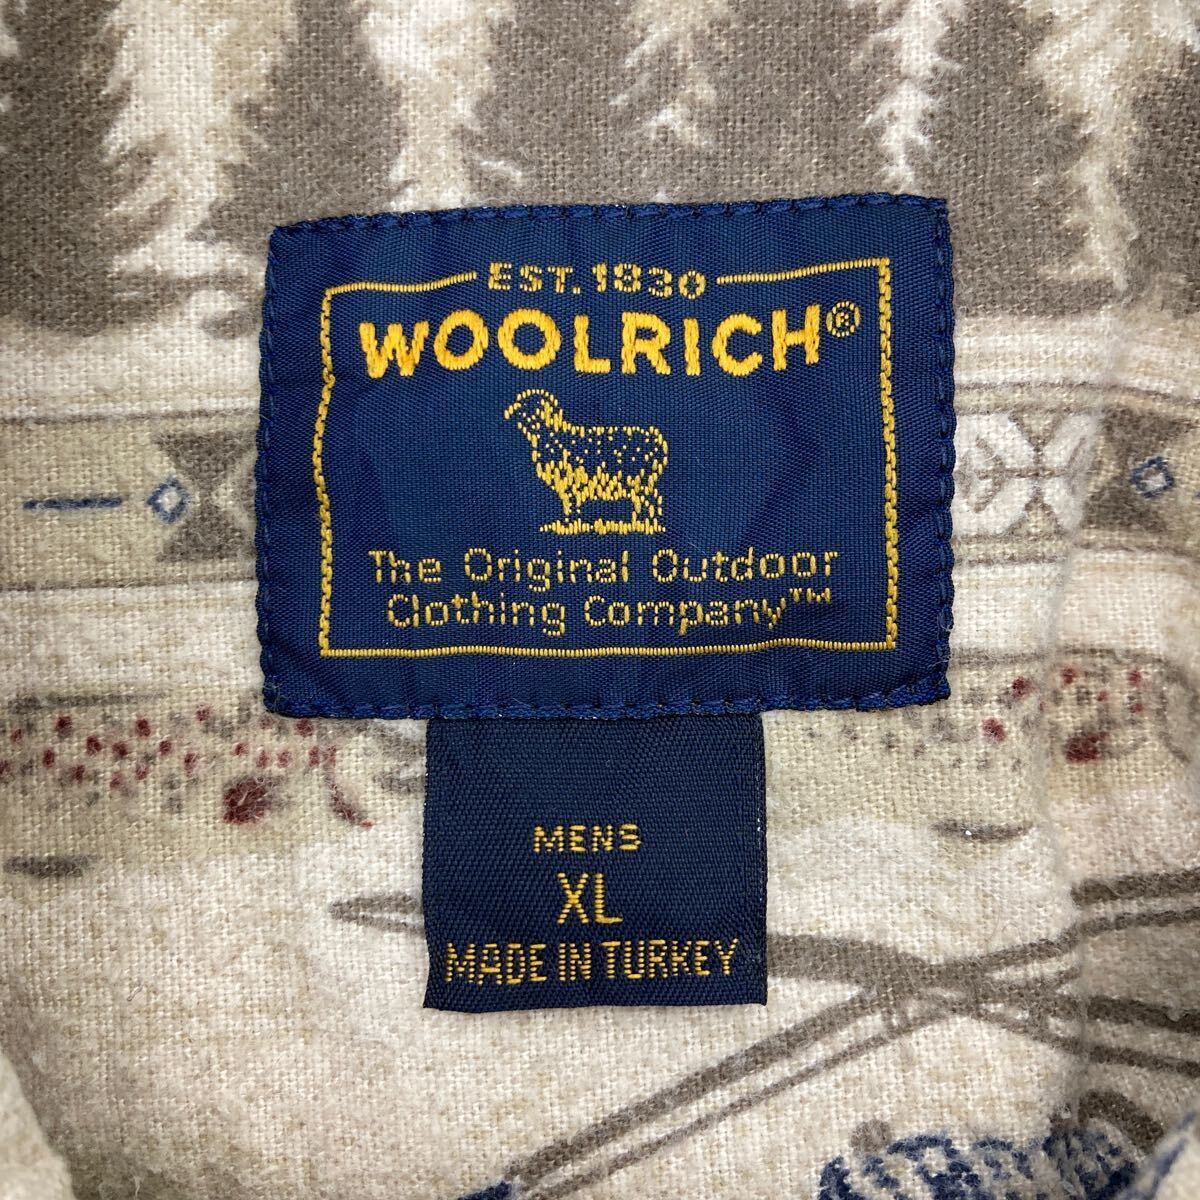 EST. 1830
WOOLRICH®
The Original Outdoor
Clothing Company™
MENS
XL
MADE IN TURKEY